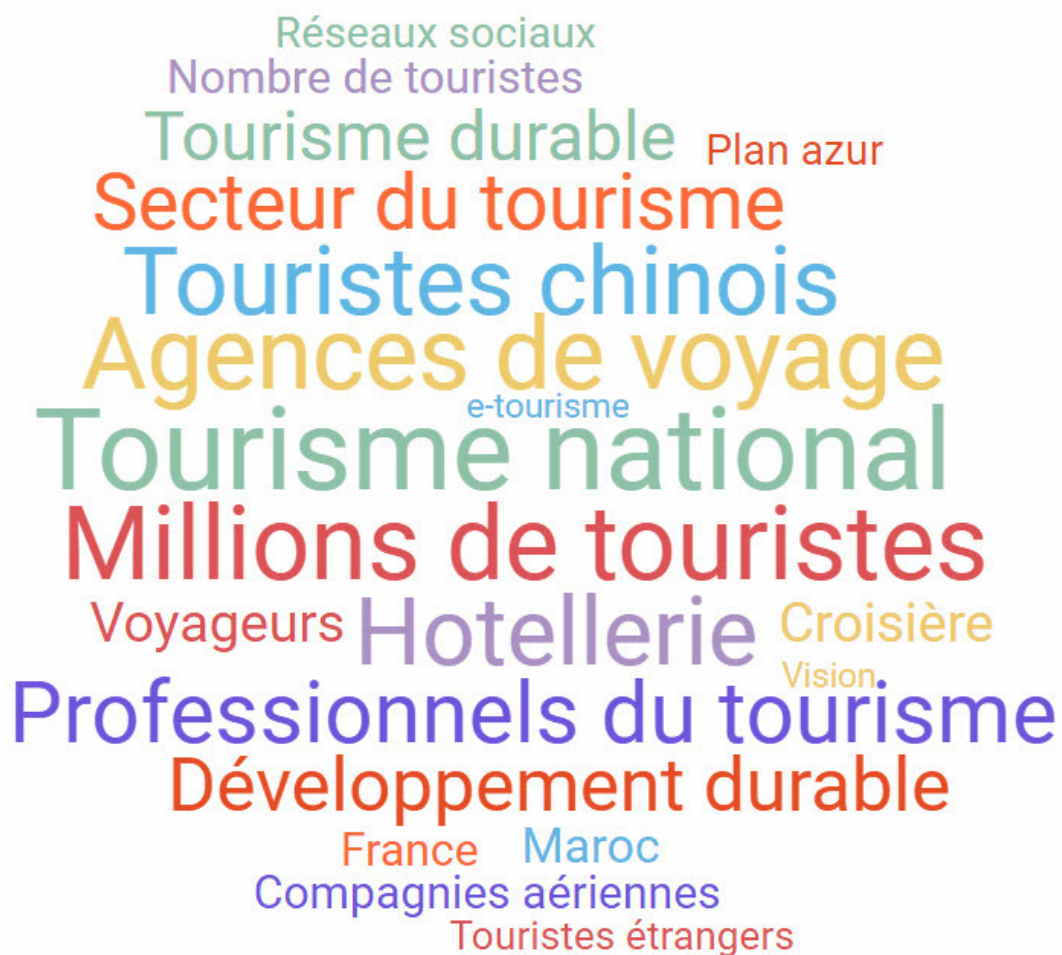 Réseaux sociaux
Nombre de touristes
Tourisme durable
Plan azur
Secteur du tourisme
Touristes chinois
Agences de voyage
e-tourisme
Tourisme national
Millions de touristes
Voyageurs Hotellerie Croisière
Vision
Professionnels du tourisme
Développement durable
France Maroc
Compagnies aériennes
Touristes étrangers